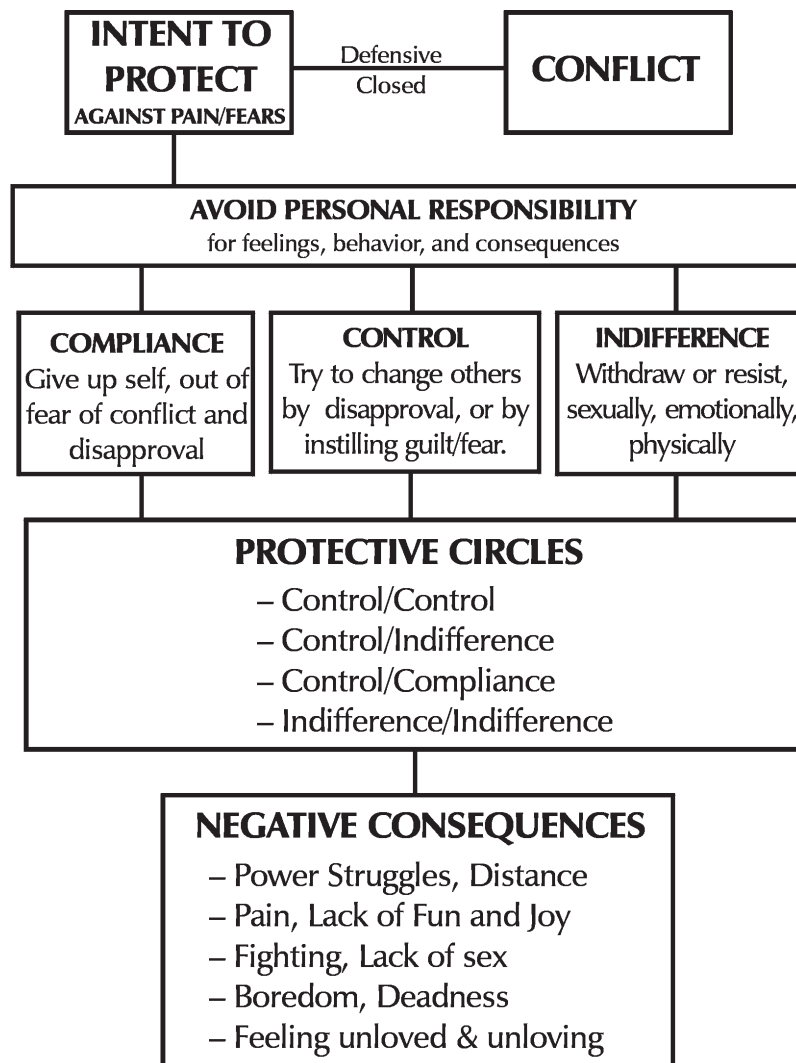 INTENT TO
PROTECT
AGAINST PAIN/FEARS
Defensive
Closed
CONFLICT
AVOID PERSONAL RESPONSIBILITY
for feelings, behavior, and consequences
COMPLIANCE
Give up self, out of
fear of conflict and
disapproval
CONTROL
Try to change others
by disapproval, or by
instilling guilt/fear.
INDIFFERENCE
Withdraw or resist,
sexually, emotionally,
physically
PROTECTIVE CIRCLES
– Control/Control
– Control/Indifference
– Control/Compliance
– Indifference/Indifference
NEGATIVE CONSEQUENCES
– Power Struggles, Distance
– Pain, Lack of Fun and Joy
– Fighting, Lack of sex
– Boredom, Deadness
– Feeling unloved & unloving